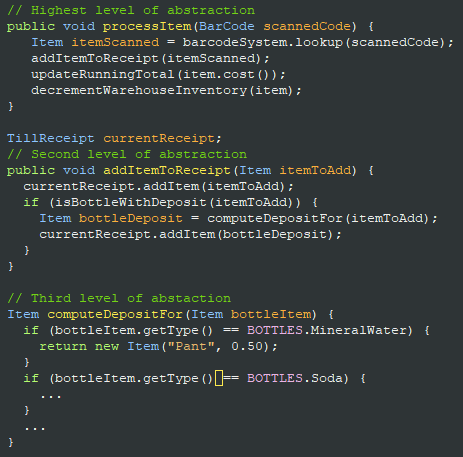 // Highest level of abstraction
public void processItem(BarCode scannedCode) {
    Item itemScanned = barcodeSystem.lookup(scannedCode);
    addItemToReceipt(itemScanned);
    updateRunningTotal(item.cost());
    decrementWarehouseInventory(item);
}

TillReceipt currentReceipt;
// Second level of abstraction
public void addItemToReceipt(Item itemToAdd) {
  currentReceipt.addItem(itemToAdd);
  if (isBottleWithDeposit(itemToAdd)) {
    Item bottleDeposit = computeDepositFor(itemToAdd);
    currentReceipt.addItem(bottleDeposit);
  }
}

// Third level of abstaction
Item computeDepositFor(Item bottleItem) {
  if (bottleItem.getType() == BOTTLES.MineralWater) {
    return new Item("Pant", 0.50);
  }
  if (bottleItem.getType() == BOTTLES.Soda) {
    ...
  }
  ...
}